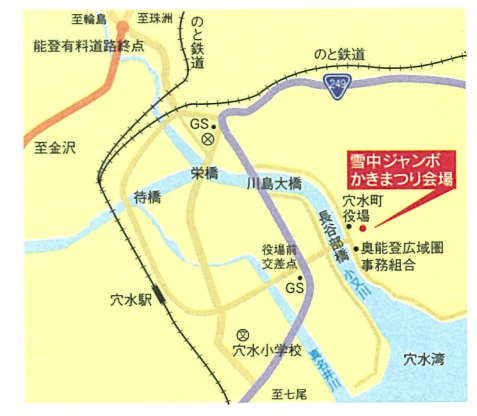 至輪島
至珠洲
のと鉄道
能登有料道路終点
のと鉄道
249
GS
至金沢
栄橋
川島大橋
雪中ジャンボ
かきまつり会場
待橋
穴水町
役場
長谷部橋
役場前
交差点
奥能登広域圏
事務組合
小又川
GS
穴水駅
文
穴水小学校
真名井川
穴水湾
至七尾